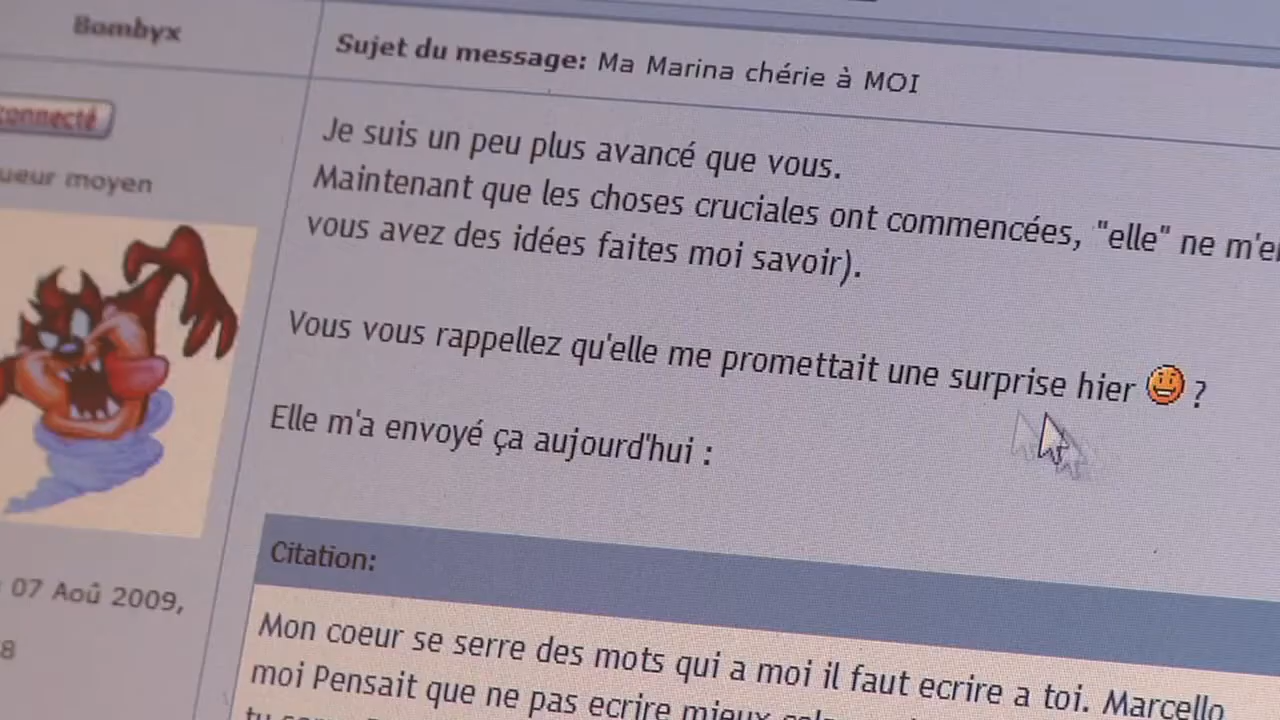 Bombyx
Sujet du message: Ma Marina chérie à MOI
connecté
ueur moyen
Je suis un peu plus avancé que vous.
Maintenant que les choses cruciales ont commencées, "elle" ne m'e
vous avez des idées faites moi savoir).
Vous vous rappellez qu'elle me promettait une surprise hier ?
Elle m'a envoyé ça aujourd'hui :
07 Aoû 2009,
8
Citation:
Mon coeur se serre des mots qui a moi il faut ecrire a toi. Marcello
moi Pensait que ne pas ecrire mieux